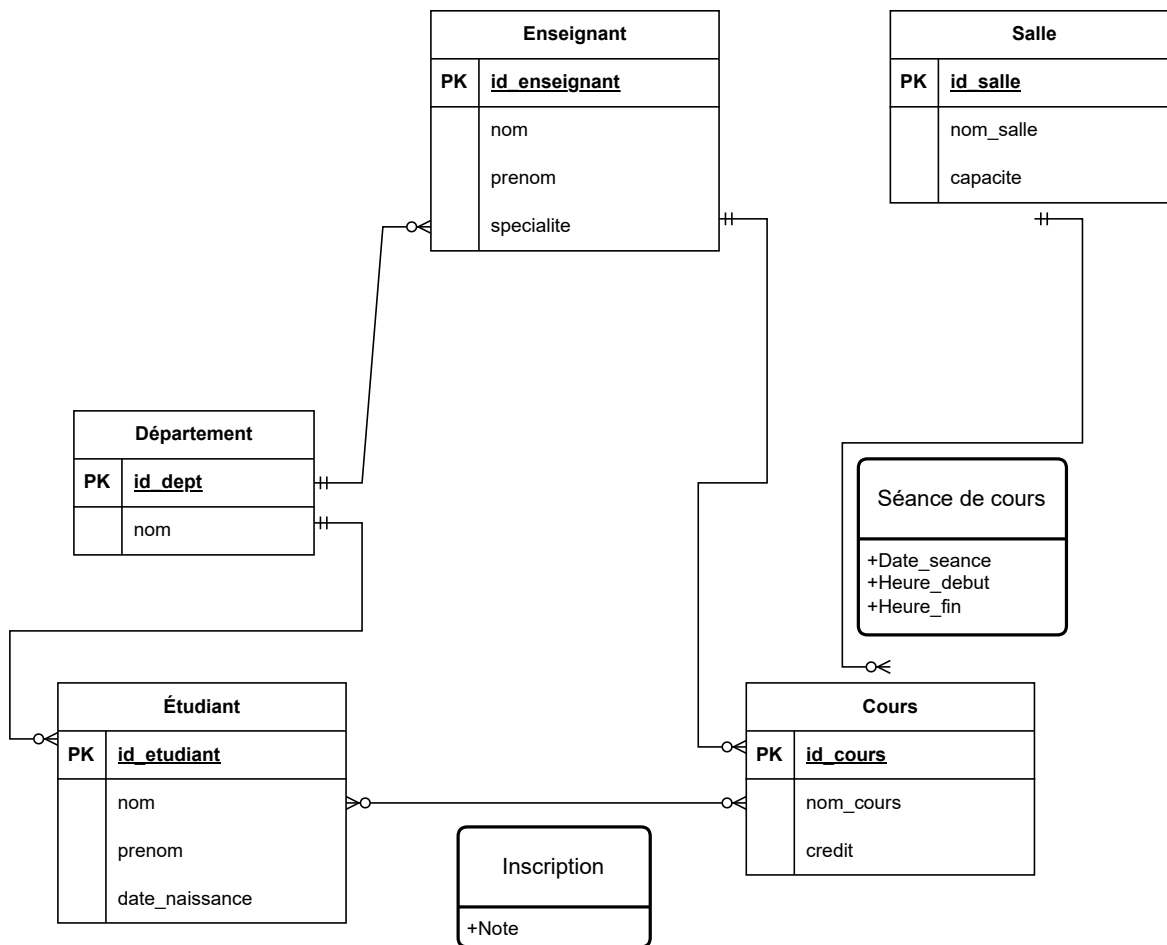 Enseignant
PK id_enseignant
nom
prenom
specialite
Salle
PK id_salle
nom_salle
capacite
Département
PK id_dept
nom
Séance de cours
+Date_seance
+Heure_debut
+Heure_fin
Étudiant
PK id_etudiant
nom
prenom
date_naissance
Cours
PK id_cours
nom_cours
credit
Inscription
+Note